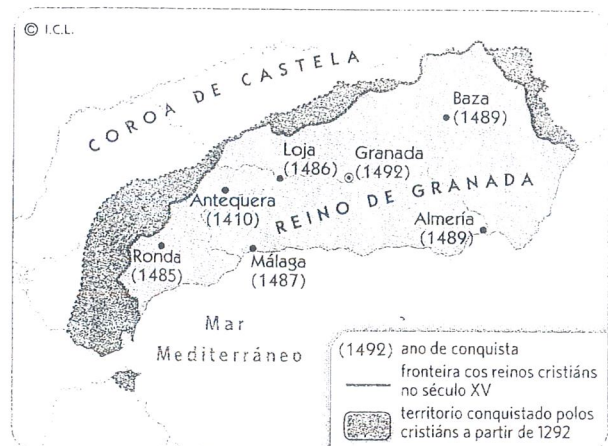 © I.C.L.
COROA DE CASTELA
Baza
(1489)
Loja
(1486)
Granada
(1492)
Antequera
(1410)
REINO DE GRANADA
Almería
(1489)
Ronda
(1485)
Málaga
(1487)
Mar
Mediterráneo
(1492) ano de conquista
fronteira cos reinos cristiáns
no século XV
territorio conquistado polos
cristiáns a partir de 1292